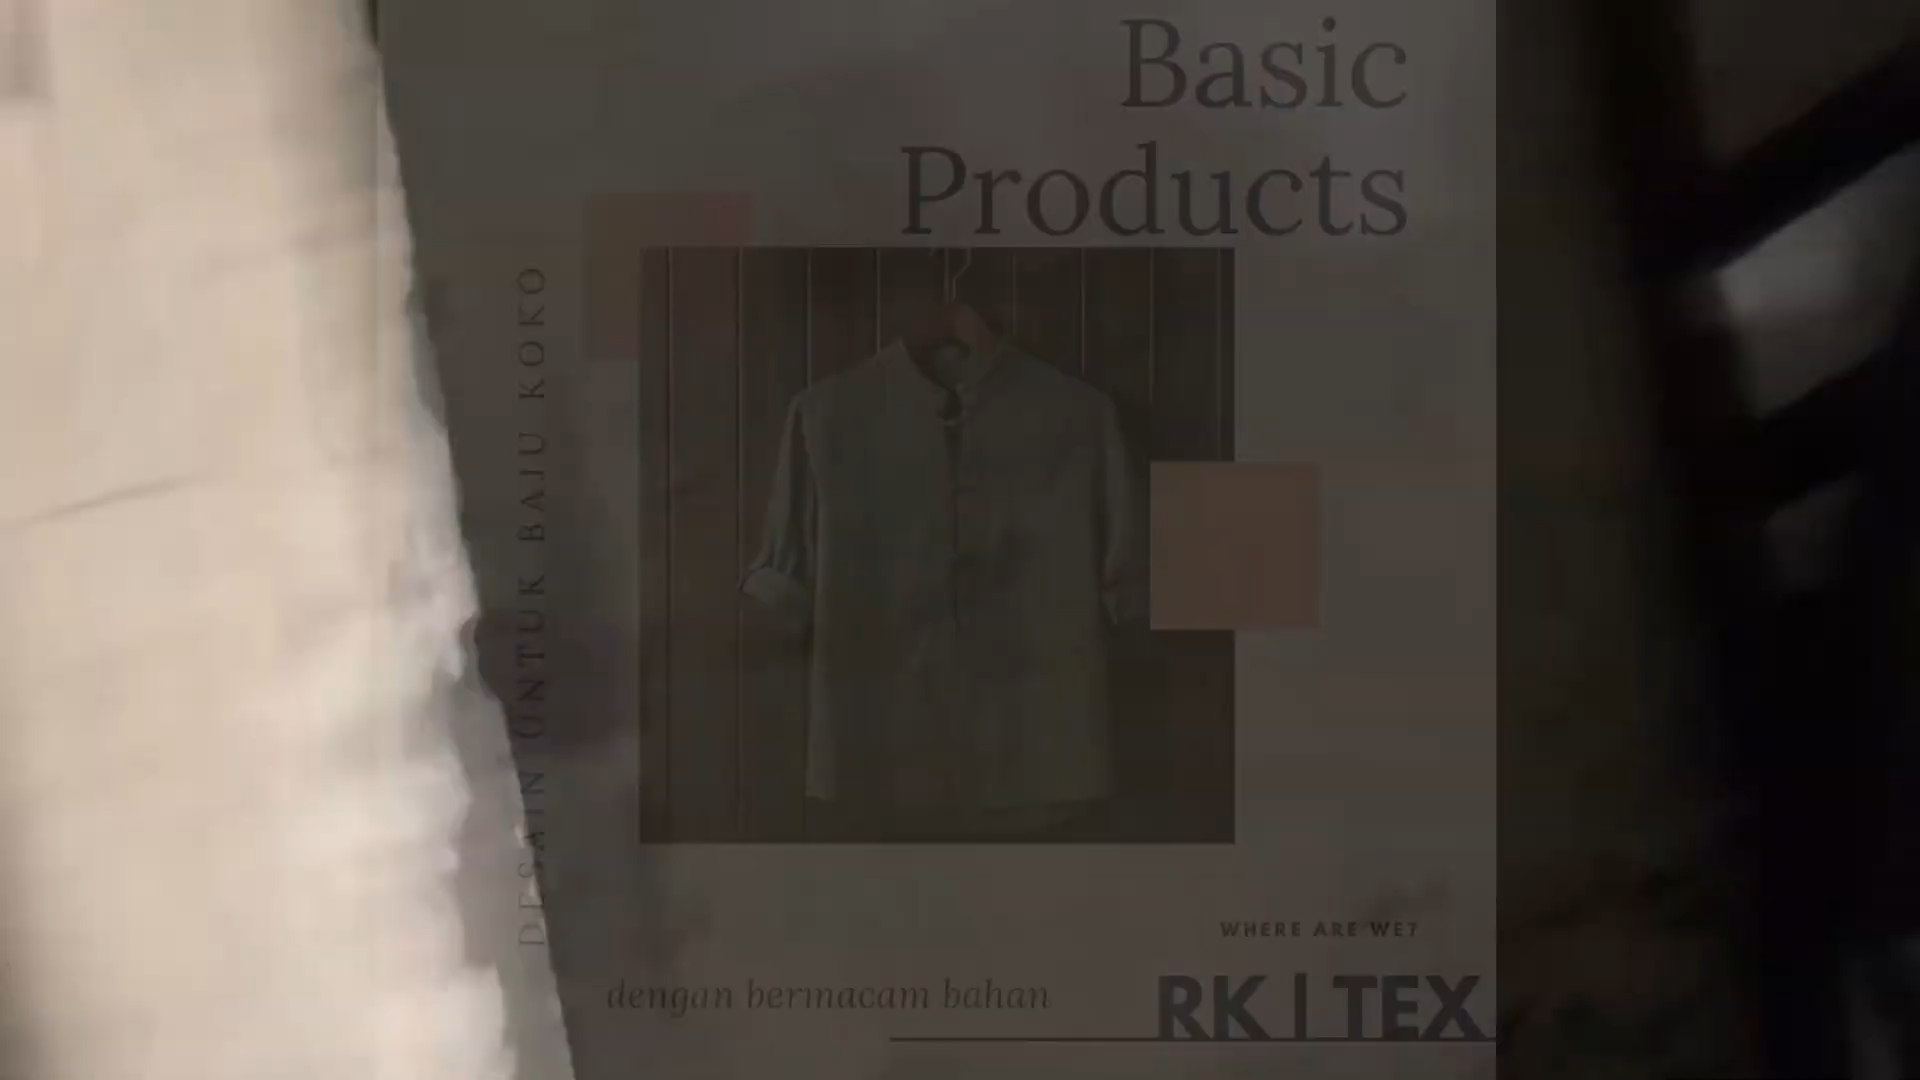 Basic
Products
DESAIN UNTUK BAJU KOKO
WHERE ARE WE?
dengan bermacam bahan
RK | TEX